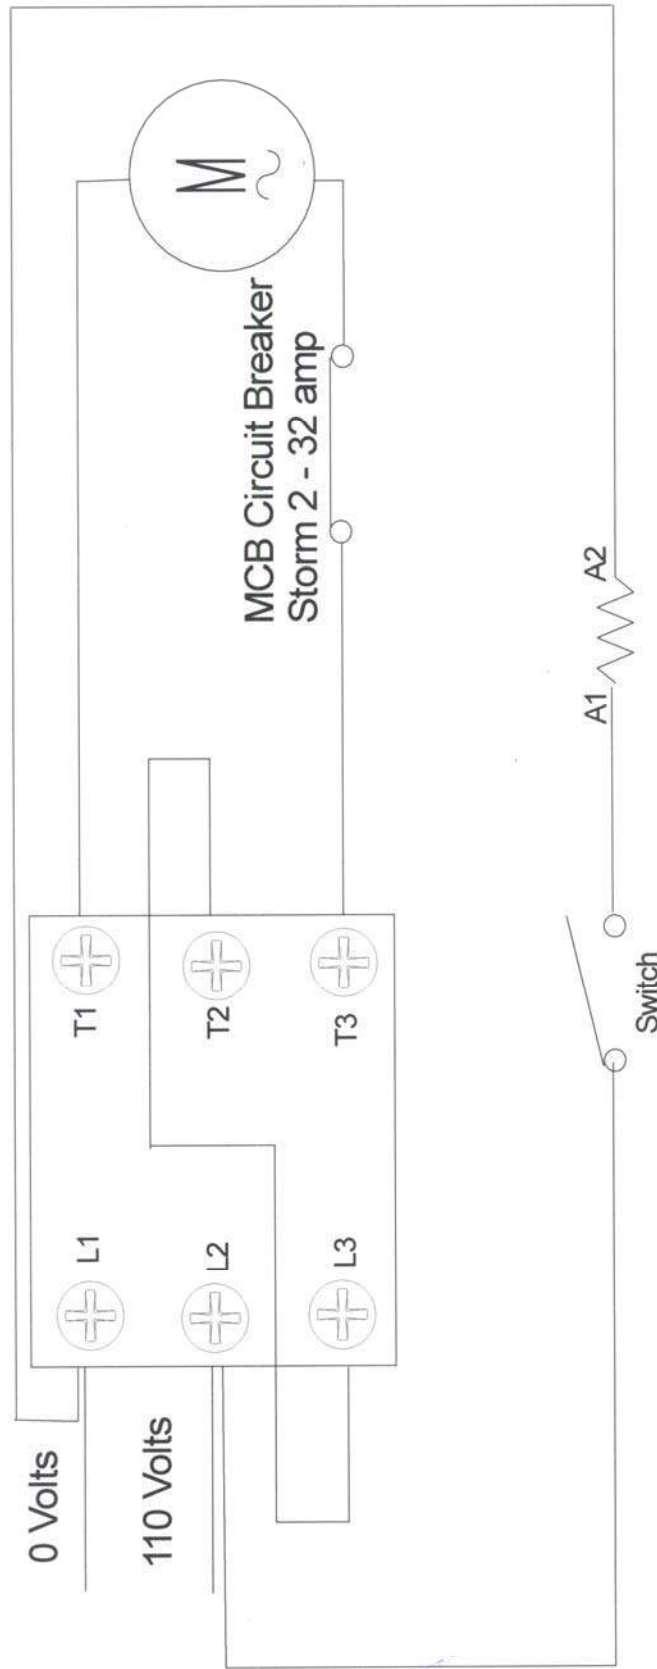 0 Volts
110 Volts
L1
L2
L3
T1
T2
T3
MCB Circuit Breaker
Storm 2 - 32 amp
M
Switch
A1
A2